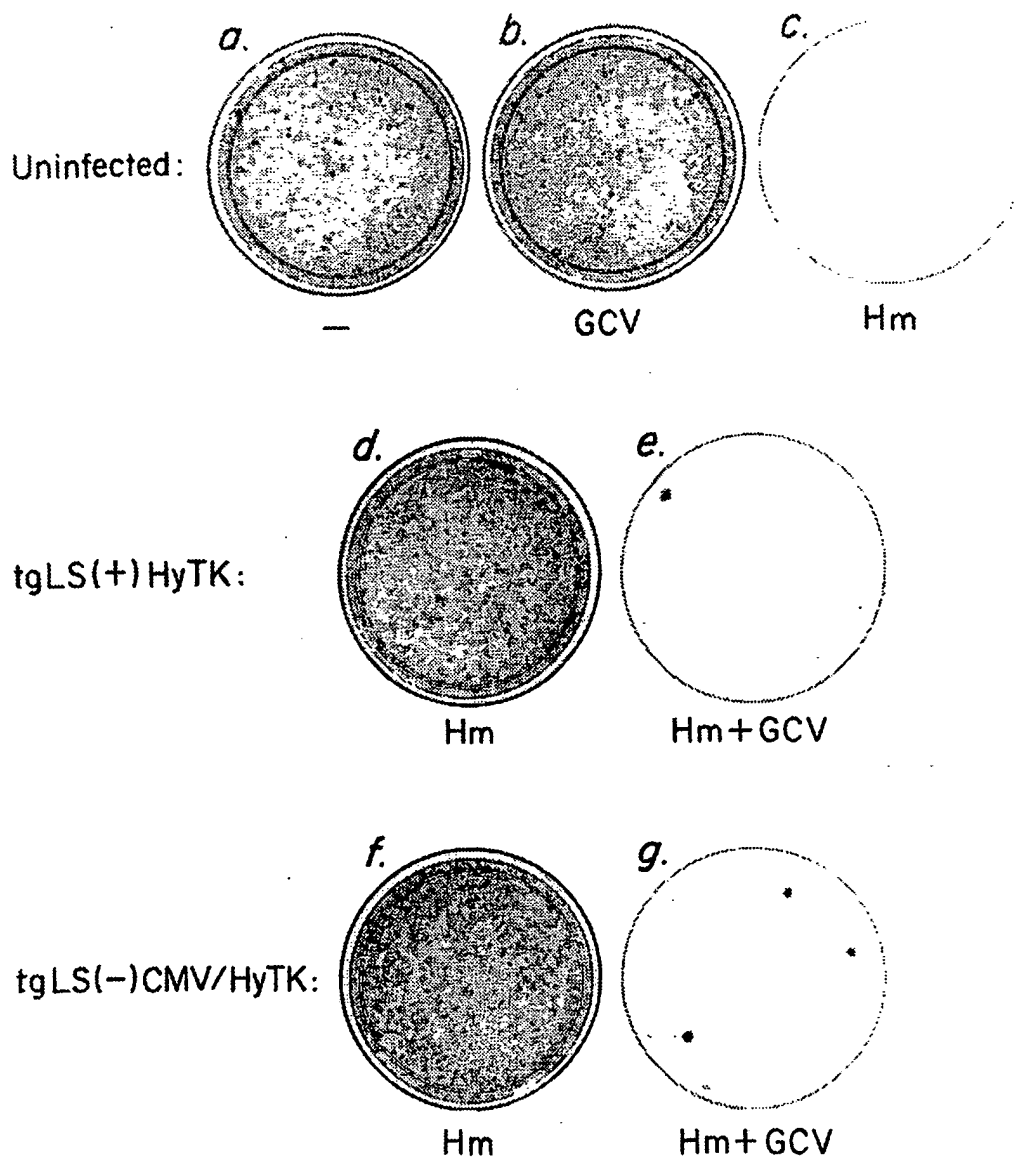 a. b. c.
Uninfected:
— GCV Hm
d. e.
tgLS(+)HyTK:
Hm Hm+GCV
f. g.
tgLS(−)CMV/HyTK:
Hm Hm+GCV